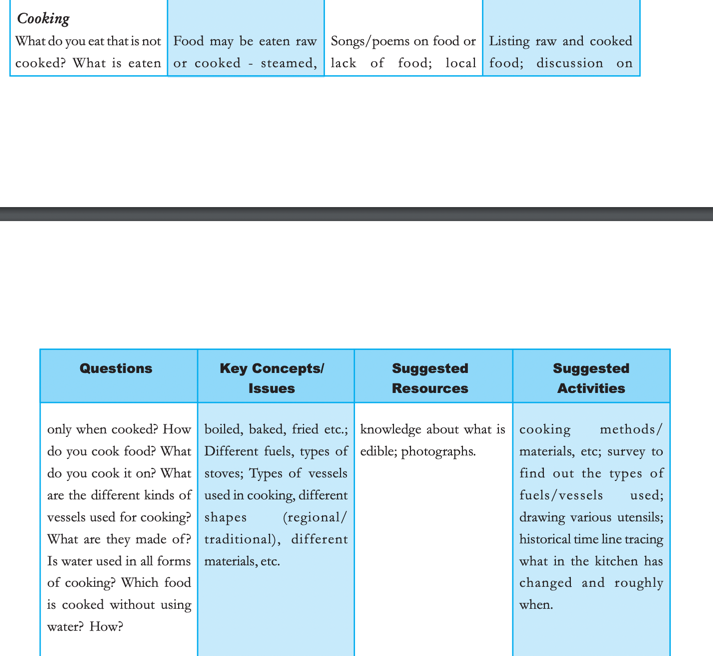 Cooking
What do you eat that is not
cooked? What is eaten
Food may be eaten raw
or cooked - steamed,
Songs/poems on food or
lack of food; local
Listing raw and cooked
food; discussion on
Questions
Key Concepts/
Issues
Suggested
Resources
Suggested
Activities
only when cooked? How
do you cook food? What
do you cook it on? What
are the different kinds of
vessels used for cooking?
What are they made of?
Is water used in all forms
of cooking? Which food
is cooked without using
water? How?
boiled, baked, fried etc.;
Different fuels, types of
stoves; Types of vessels
used in cooking, different
shapes (regional/
traditional), different
materials, etc.
knowledge about what is
edible; photographs.
cooking methods/
materials, etc; survey to
find out the types of
fuels/vessels used;
drawing various utensils;
historical time line tracing
what in the kitchen has
changed and roughly
when.